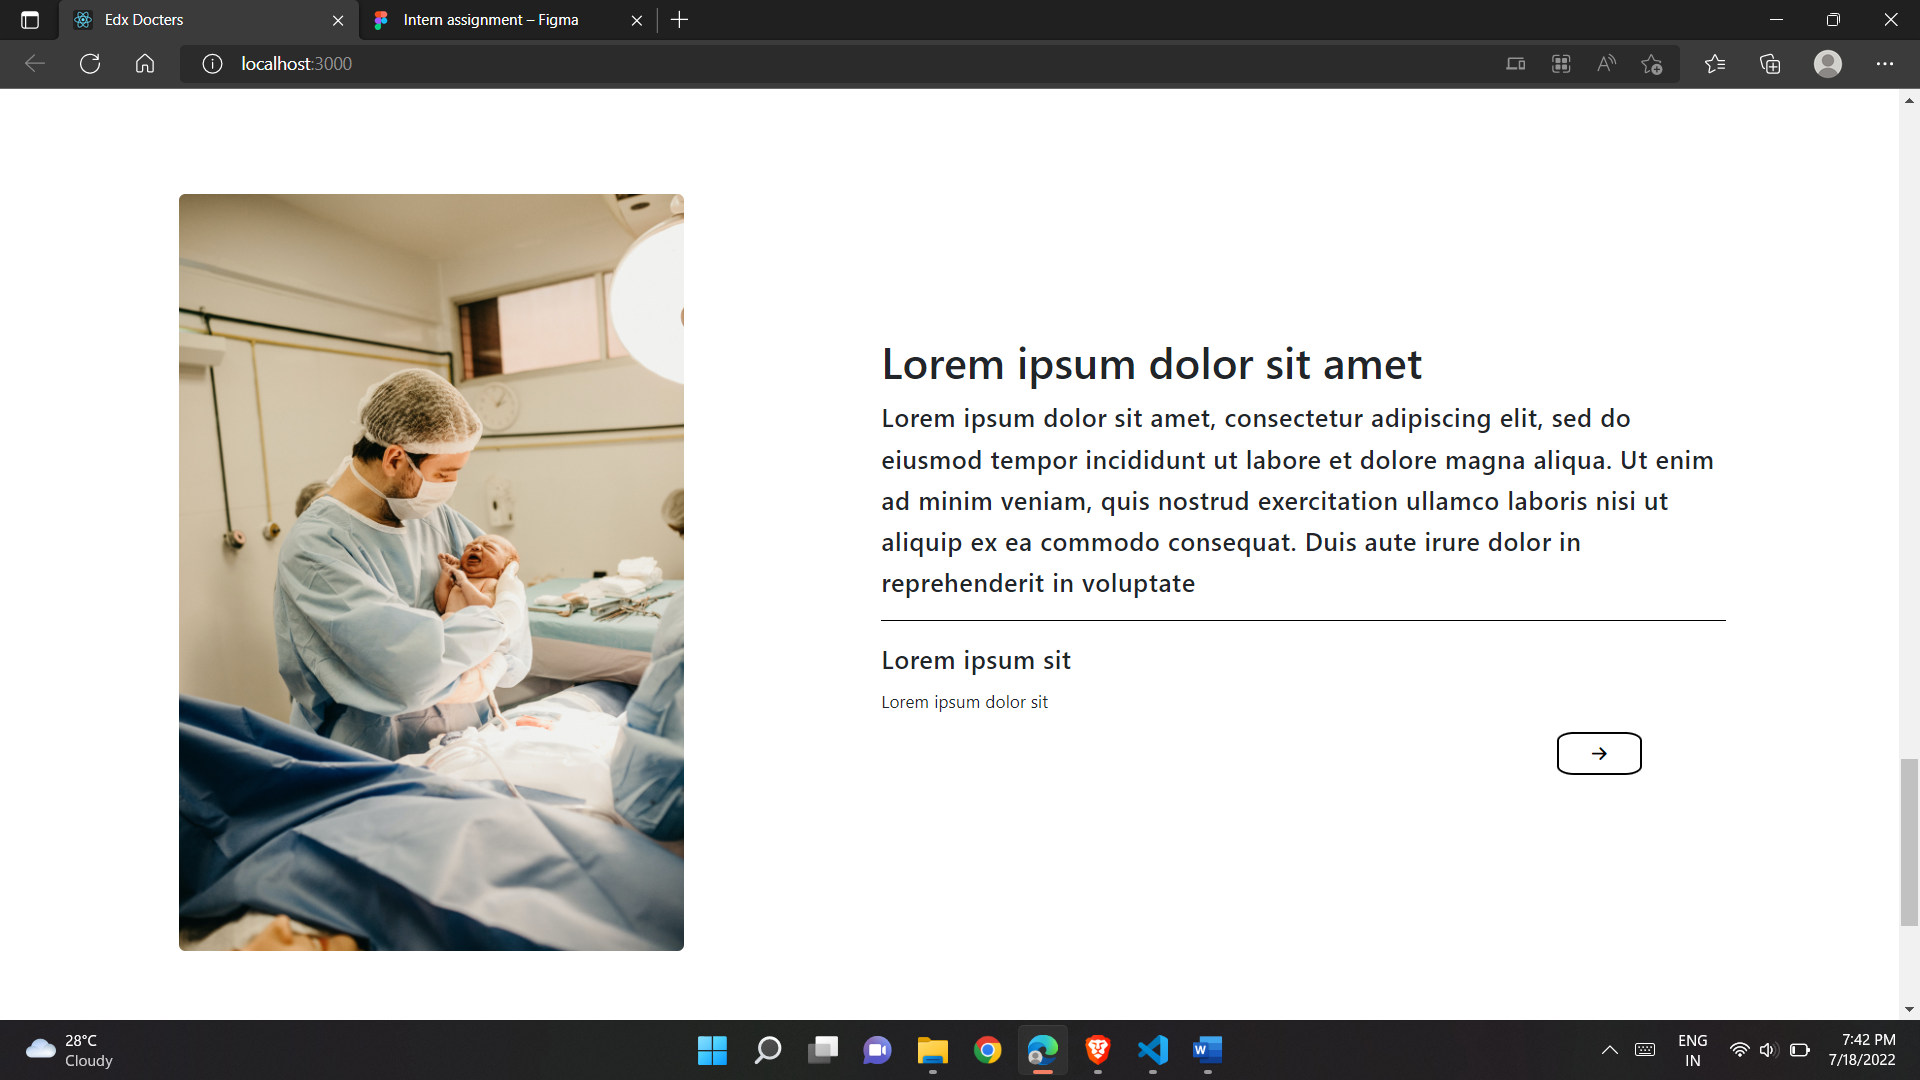 Edx Docters
Intern assignment – Figma
localhost:3000
Lorem ipsum dolor sit amet
Lorem ipsum dolor sit amet, consectetur adipiscing elit, sed do
eiusmod tempor incididunt ut labore et dolore magna aliqua. Ut enim
ad minim veniam, quis nostrud exercitation ullamco laboris nisi ut
aliquip ex ea commodo consequat. Duis aute irure dolor in
reprehenderit in voluptate
Lorem ipsum sit
Lorem ipsum dolor sit
28°C
Cloudy
ENG
IN
7:42 PM
7/18/2022